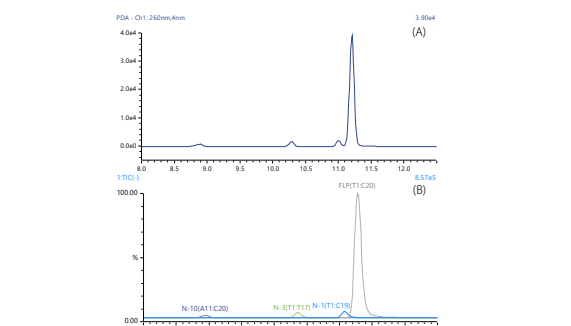 PDA - Ch1: 260nm,4nm 3.90e4
(A)
4.0e4
3.0e4
2.0e4
1.0e4
0.0e0
8.0 8.5 9.0 9.5 10.0 10.5 11.0 11.5 12.0
1:TIC(-) 8.57e5
FLP(T1:C20) (B)
100.00
%
N-10(A11:C20) N-3(T1:T17) N-1(T1:C19)
0.00